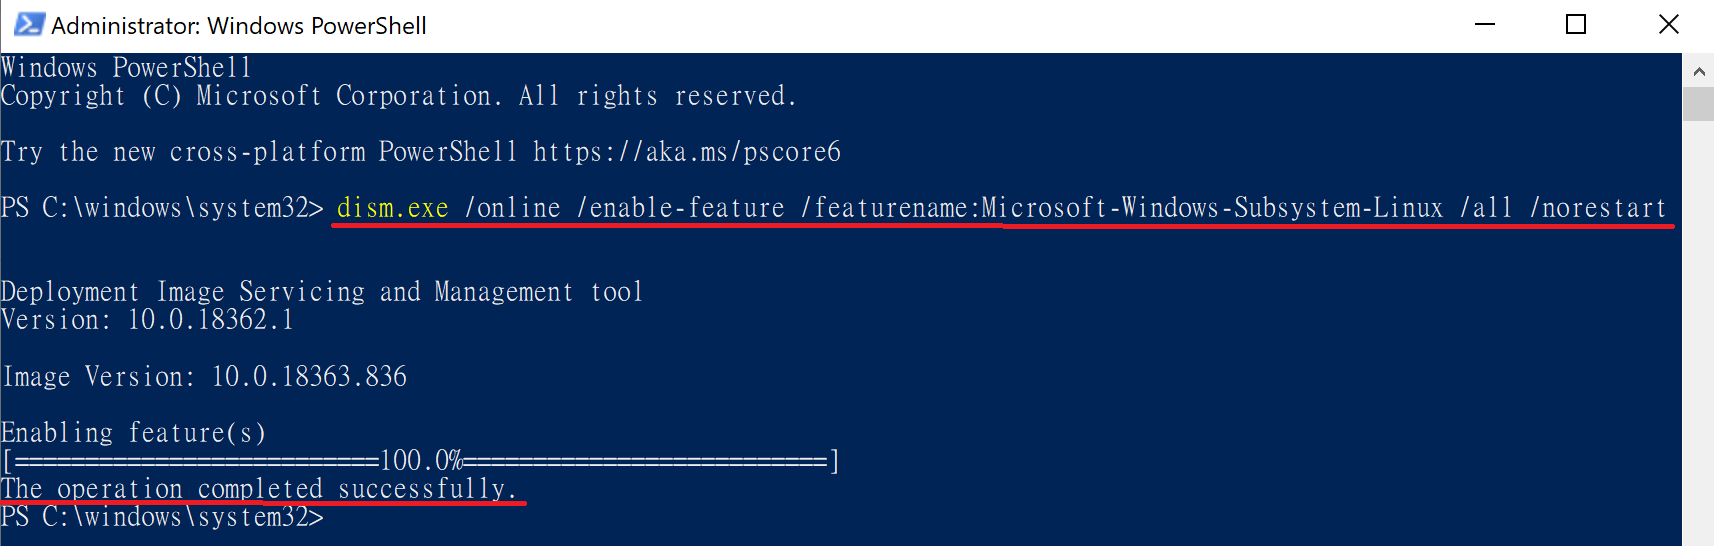 Administrator: Windows PowerShell
Windows PowerShell
Copyright (C) Microsoft Corporation. All rights reserved.
Try the new cross-platform PowerShell https://aka.ms/pscore6
PS C:\windows\system32> dism.exe /online /enable-feature /featurename:Microsoft-Windows-Subsystem-Linux /all /norestart
Deployment Image Servicing and Management tool
Version: 10.0.18362.1
Image Version: 10.0.18363.836
Enabling feature(s)
[==========================100.0%==========================]
The operation completed successfully.
PS C:\windows\system32>